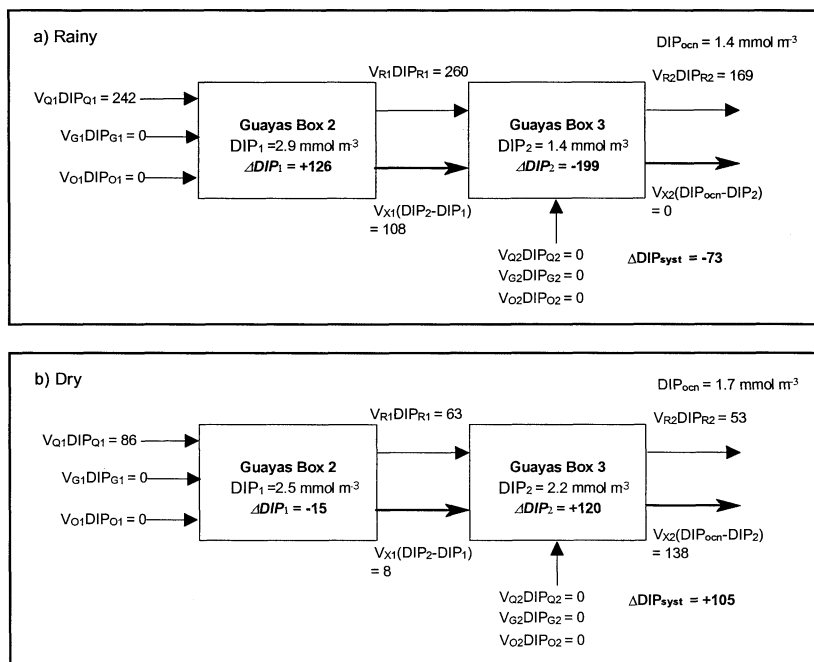 a) Rainy
DIPocn = 1.4 mmol m-3
VR1DIPR1 = 260
VR2DIPR2 = 169
VQ1DIPQ1 = 242
VG1DIPG1 = 0
VO1DIPO1 = 0
Guayas Box 2
DIP1 =2.9 mmol m-3
ΔDIP1 = +126
Guayas Box 3
DIP2 = 1.4 mmol m-3
ΔDIP2 = -199
VX1(DIP2-DIP1)
= 108
VX2(DIPocn-DIP2)
= 0
VQ2DIPQ2 = 0
VG2DIPG2 = 0
VO2DIPO2 = 0
ΔDIPsyst = -73
b) Dry
DIPocn = 1.7 mmol m-3
VR1DIPR1 = 63
VR2DIPR2 = 53
VQ1DIPQ1 = 86
VG1DIPG1 = 0
VO1DIPO1 = 0
Guayas Box 2
DIP1 =2.5 mmol m-3
ΔDIP1 = -15
Guayas Box 3
DIP2 = 2.2 mmol m-3
ΔDIP2 = +120
VX1(DIP2-DIP1)
= 8
VX2(DIPocn-DIP2)
= 138
VQ2DIPQ2 = 0
VG2DIPG2 = 0
VO2DIPO2 = 0
ΔDIPsyst = +105